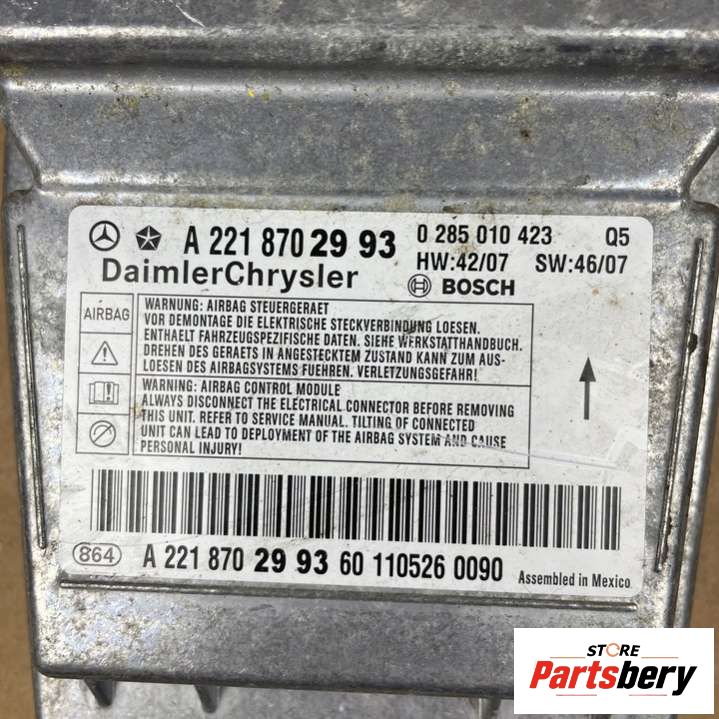 A 221 870 29 93
0 285 010 423 Q5
DaimlerChrysler
HW:42/07 SW:46/07
BOSCH
AIRBAG
WARNUNG: AIRBAG STEUERGERAET
VOR DEMONTAGE DIE ELEKTRISCHE STECKVERBINDUNG LOESEN.
ENTHAELT FAHRZEUGSPEZIFISCHE DATEN. SIEHE WERKSTATTHANDBUCH.
DREHEN DES GERAETS IN ANGESTECKTEM ZUSTAND KANN ZUM AUS-
LOESEN DES AIRBAGSYSTEMS FUEHREN. VERLETZUNGSGEFAHR!
WARNING: AIRBAG CONTROL MODULE
ALWAYS DISCONNECT THE ELECTRICAL CONNECTOR BEFORE REMOVING
THIS UNIT. REFER TO SERVICE MANUAL. TILTING OF CONNECTED
UNIT CAN LEAD TO DEPLOYMENT OF THE AIRBAG SYSTEM AND CAUSE
PERSONAL INJURY!
864 A 221 870 29 93 60 110526 0090 Assembled in Mexico
STORE
Partsbery